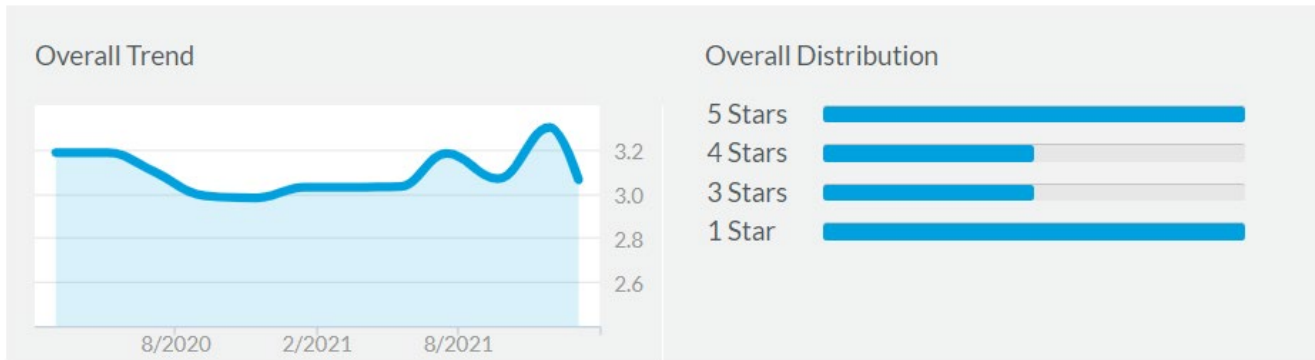 Overall Trend
3.2
3.0
2.8
2.6
8/2020 2/2021 8/2021
Overall Distribution
5 Stars
4 Stars
3 Stars
1 Star